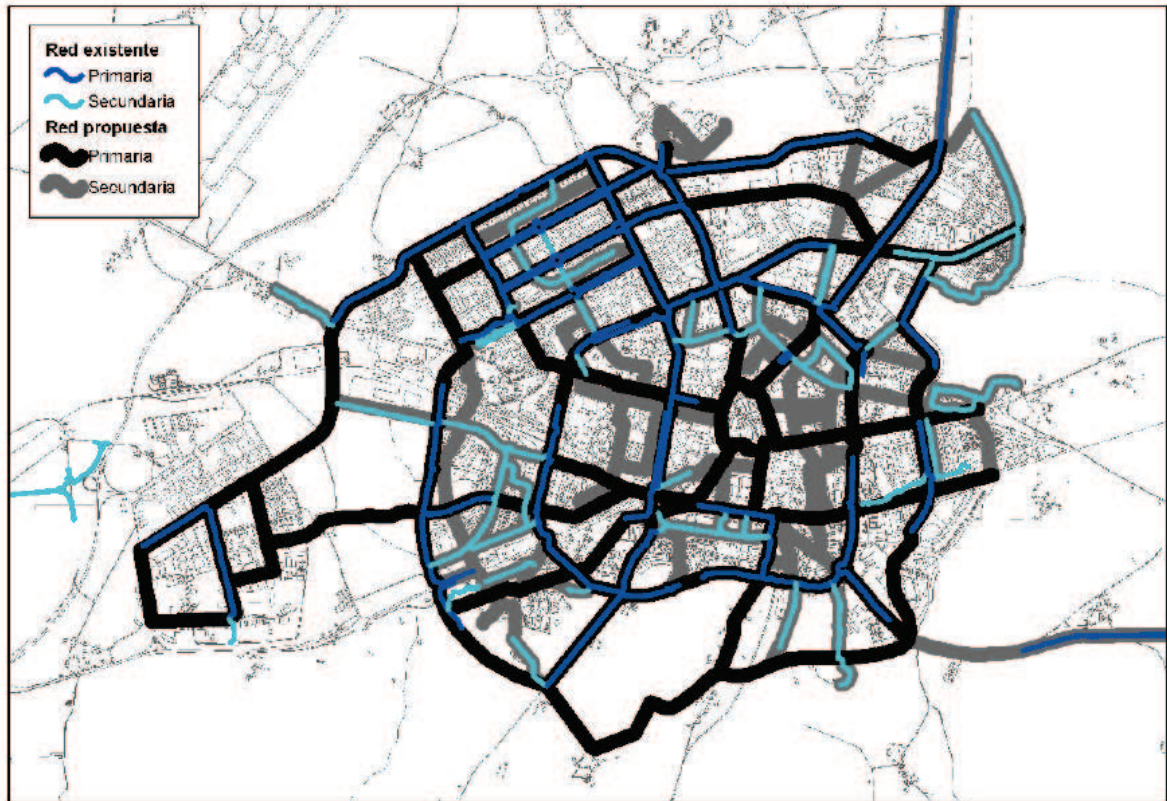 Red existente
Primaria
Secundaria
Red propuesta
Primaria
Secundaria